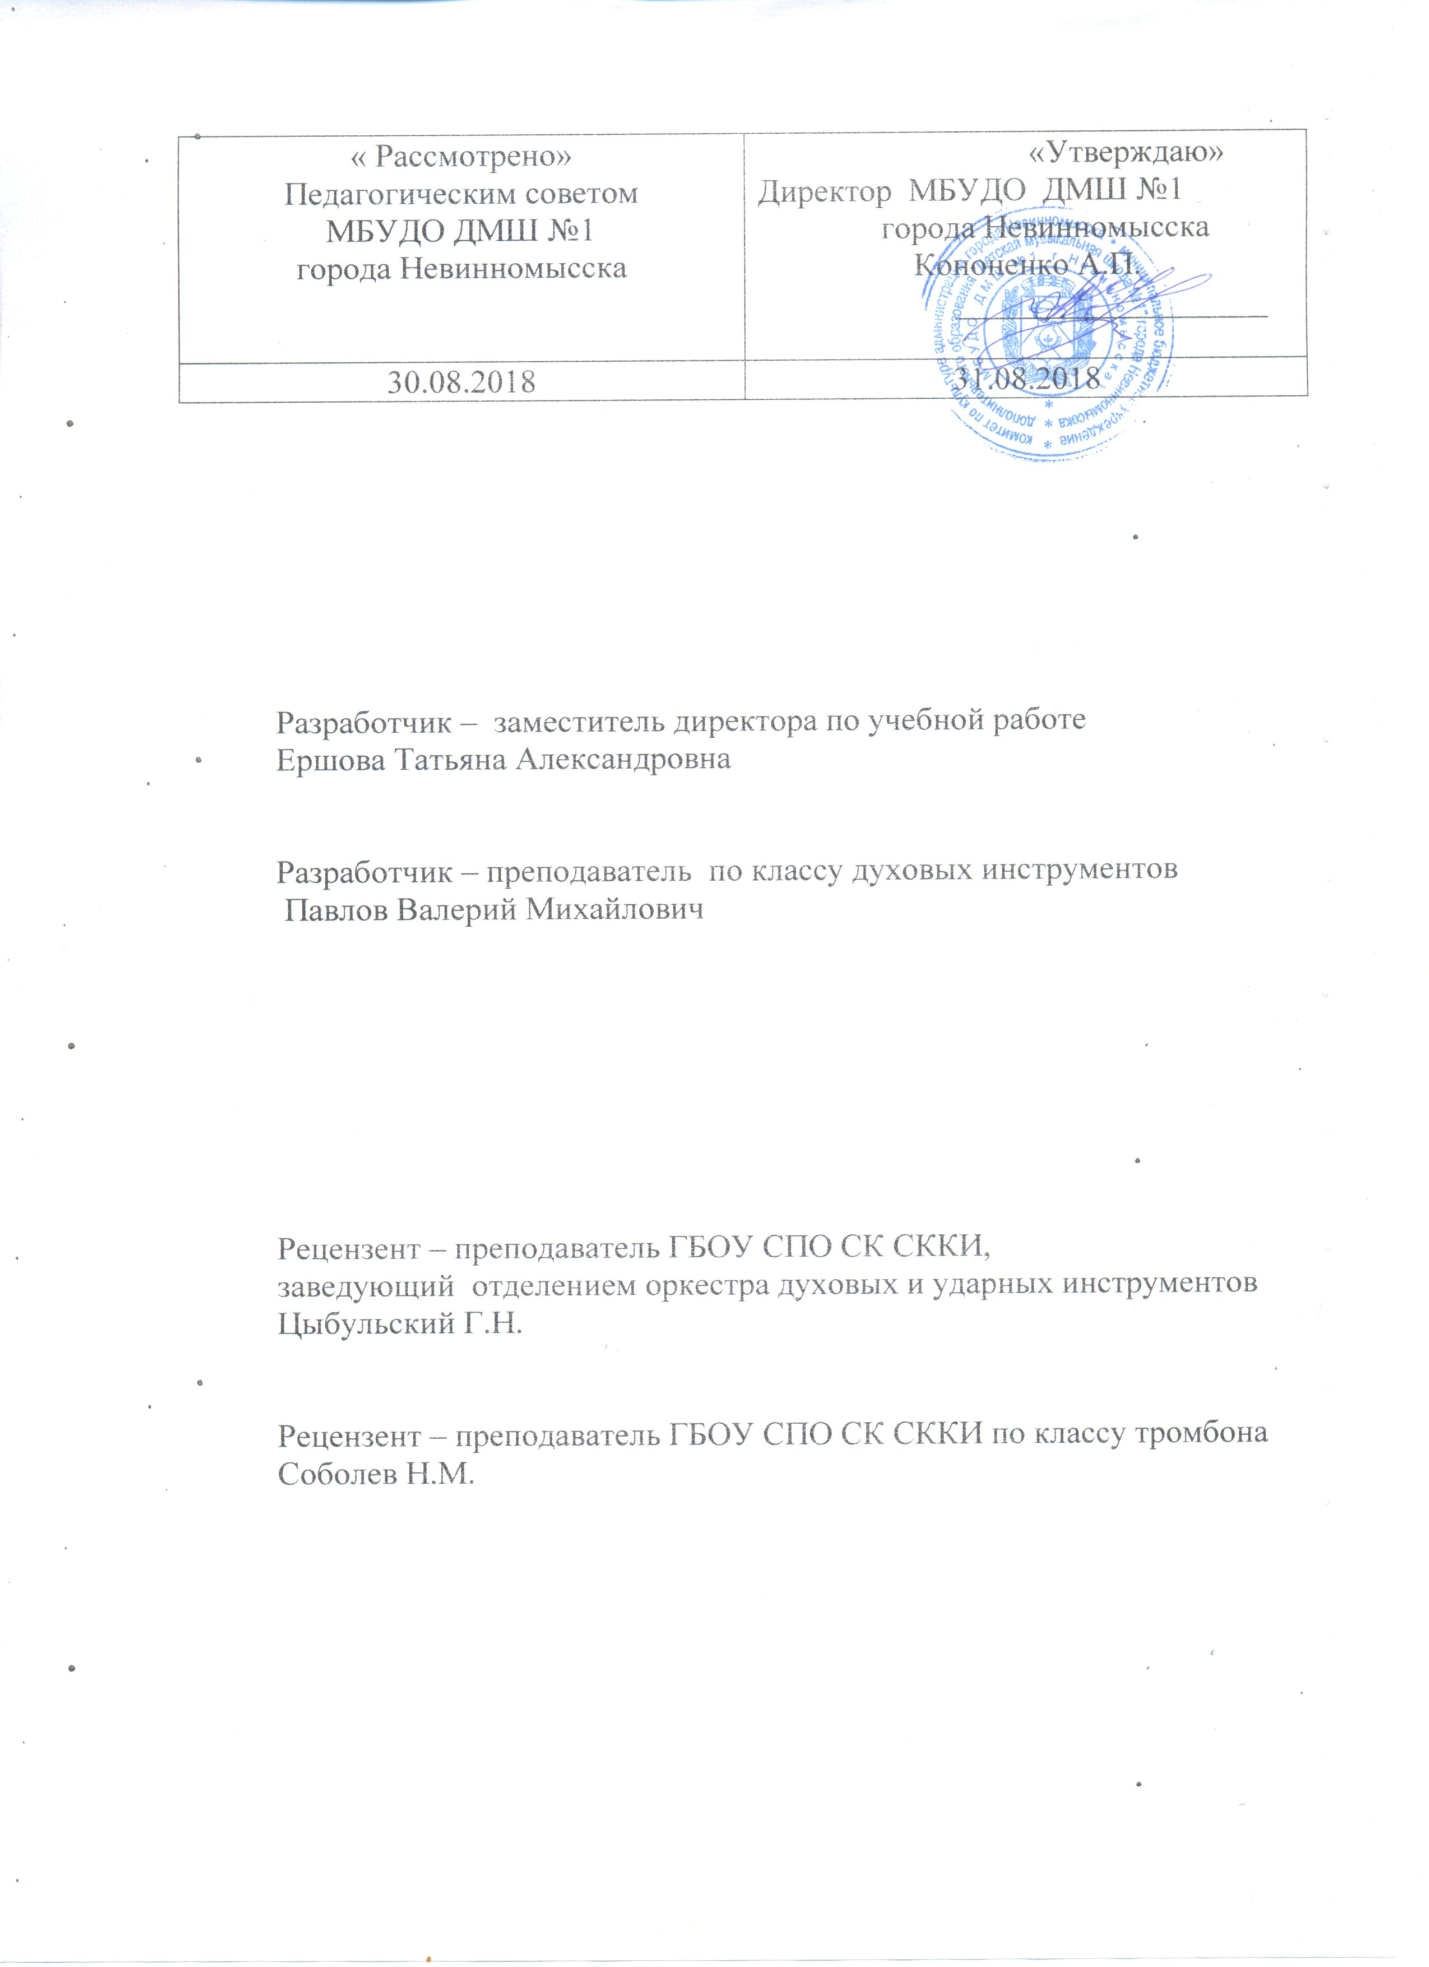 « Рассмотрено»
Педагогическим советом
МБУДО ДМШ №1
города Невинномысска
30.08.2018
«Утверждаю»
Директор МБУДО ДМШ №1
города Невинномысска
Кононенко А.П.
31.08.2018
Разработчик – заместитель директора по учебной работе
Ершова Татьяна Александровна
Разработчик – преподаватель по классу духовых инструментов
Павлов Валерий Михайлович
Рецензент – преподаватель ГБОУ СПО СК СККИ,
заведующий отделением оркестра духовых и ударных инструментов
Цыбульский Г.Н.
Рецензент – преподаватель ГБОУ СПО СК СККИ по классу тромбона
Соболев Н.М.